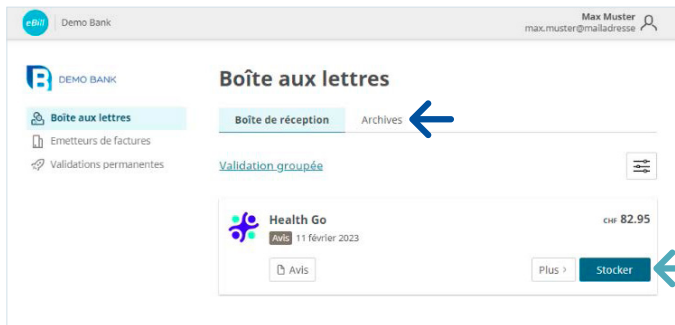 eBill Demo Bank
Max Muster
max.muster@mailadresse
DEMO BANK
Boîte aux lettres
Boîte aux lettres
Emetteurs de factures
Validations permanentes
Boîte de réception Archives
Validation groupée
Health Go
CHF 82.95
Avis 11 février 2023
Avis
Plus >
Stocker